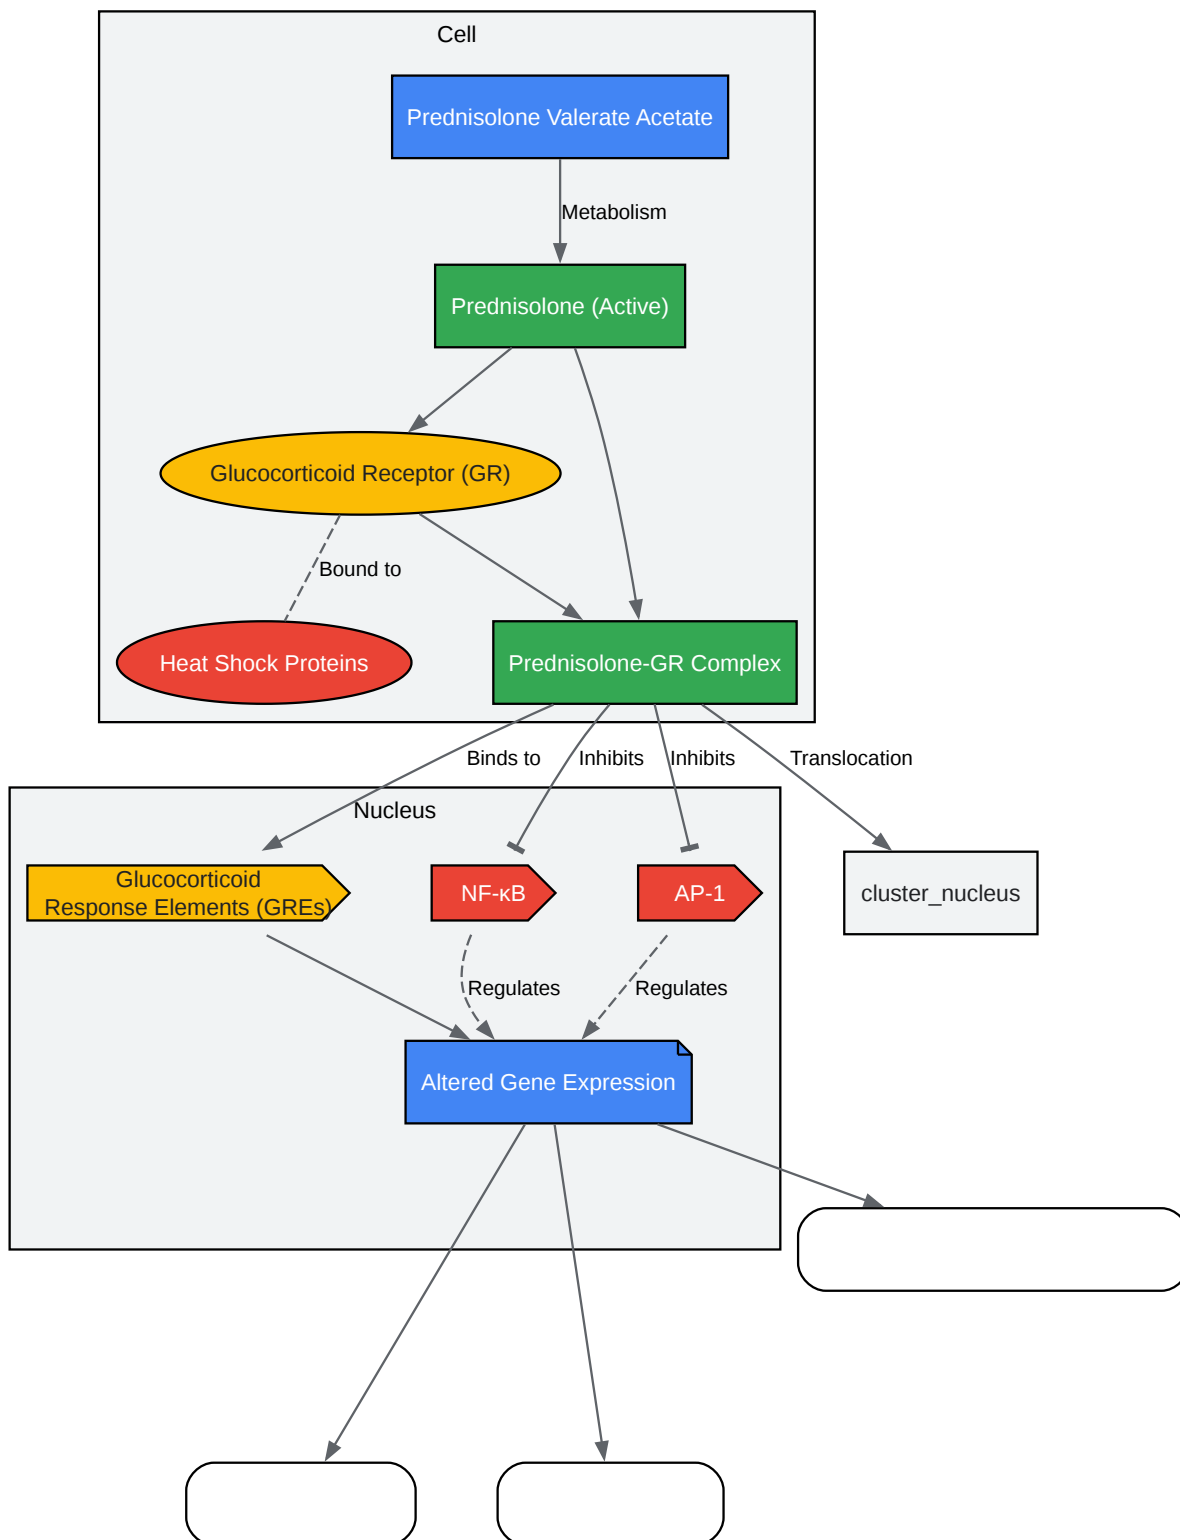 Cell
Prednisolone Valerate Acetate
Metabolism
Prednisolone (Active)
Glucocorticoid Receptor (GR)
Bound to
Heat Shock Proteins
Prednisolone-GR Complex
Binds to
Inhibits
Inhibits
Translocation
Nucleus
Glucocorticoid
Response Elements (GREs)
NF-κB
AP-1
cluster_nucleus
Regulates
Regulates
Altered Gene Expression